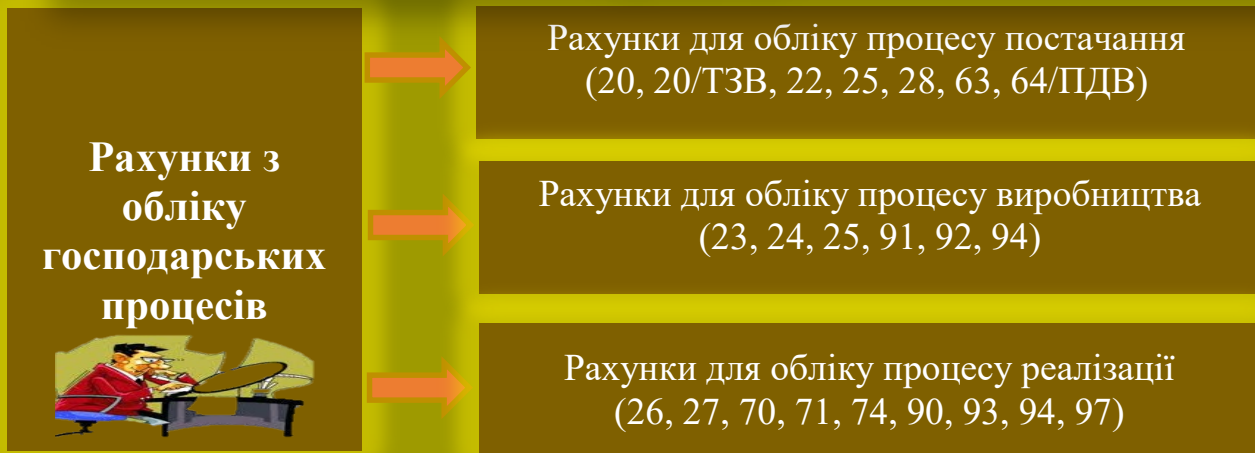 Рахунки з
обліку
господарських
процесів
Рахунки для обліку процесу постачання
(20, 20/ТЗВ, 22, 25, 28, 63, 64/ПДВ)
Рахунки для обліку процесу виробництва
(23, 24, 25, 91, 92, 94)
Рахунки для обліку процесу реалізації
(26, 27, 70, 71, 74, 90, 93, 94, 97)